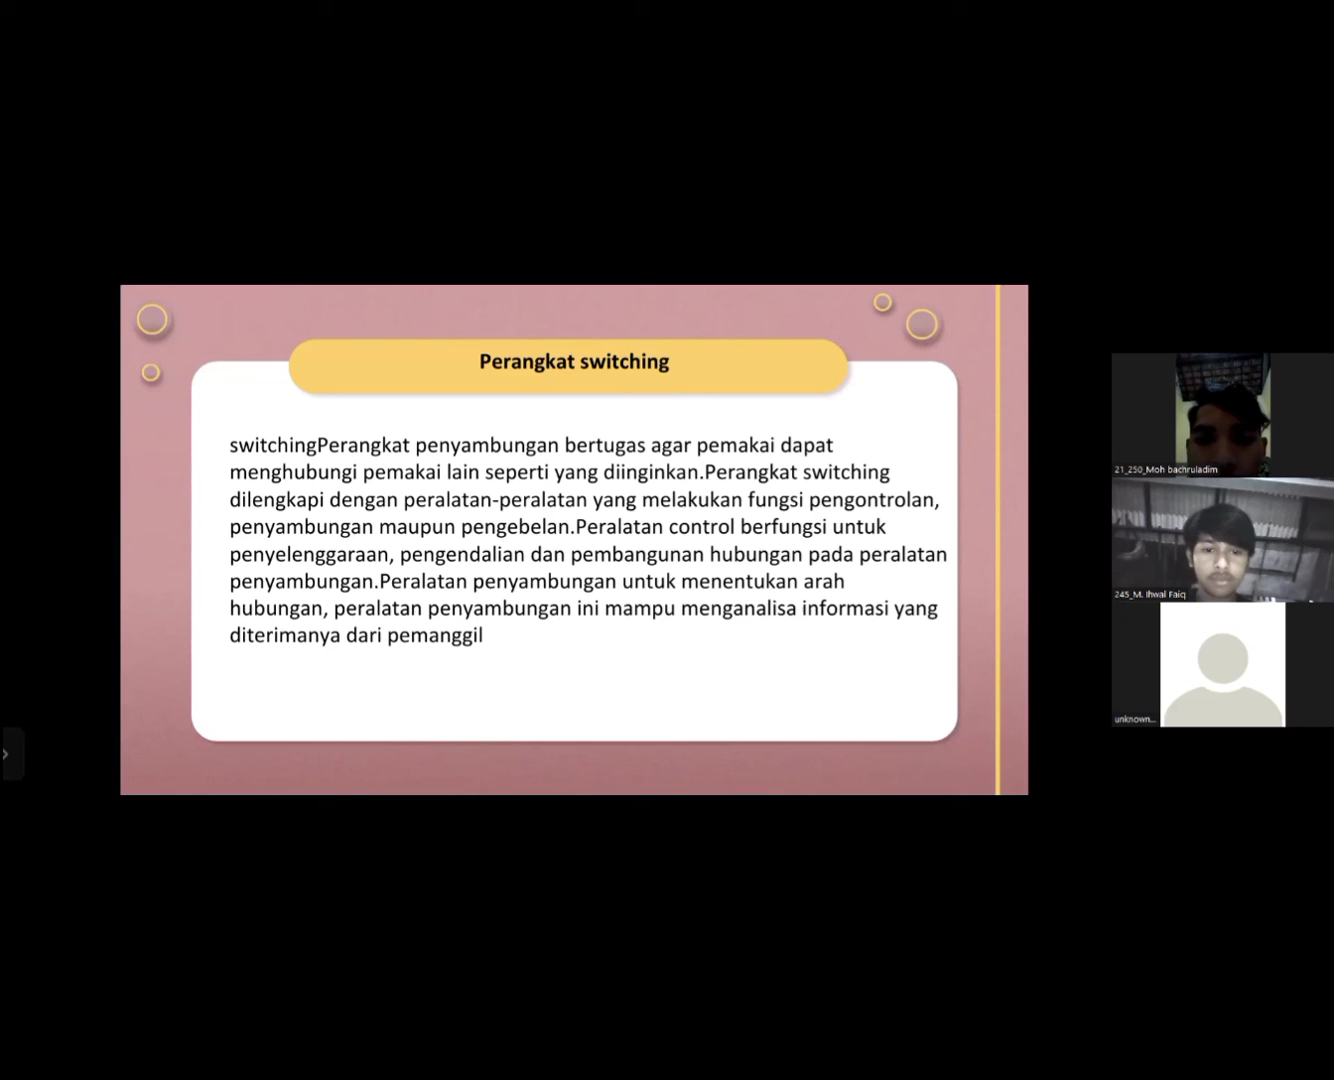 Perangkat switching
switchingPerangkat penyambungan bertugas agar pemakai dapat
menghubungi pemakai lain seperti yang diinginkan.Perangkat switching
dilengkapi dengan peralatan-peralatan yang melakukan fungsi pengontrolan,
penyambungan maupun pengebelan.Peralatan control berfungsi untuk
penyelenggaraan, pengendalian dan pembangunan hubungan pada peralatan
penyambungan.Peralatan penyambungan untuk menentukan arah
hubungan, peralatan penyambungan ini mampu menganalisa informasi yang
diterimanya dari pemanggil
21_250_Moh bachruladim
245_M. Ihwal Faiq
unknown...